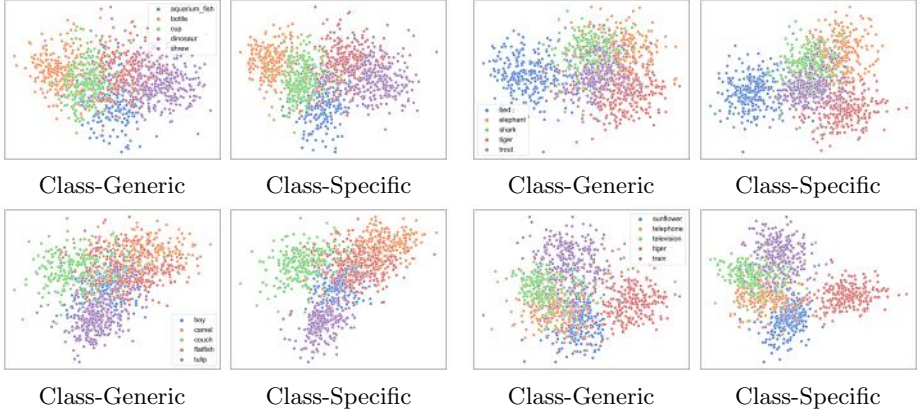 aquarium_fish
bottle
cup
dinosaur
shrew
bed
elephant
shark
tiger
trout
Class-Generic Class-Specific Class-Generic Class-Specific
boy
camel
couch
flatfish
tulip
sunflower
telephone
television
tiger
train
Class-Generic Class-Specific Class-Generic Class-Specific